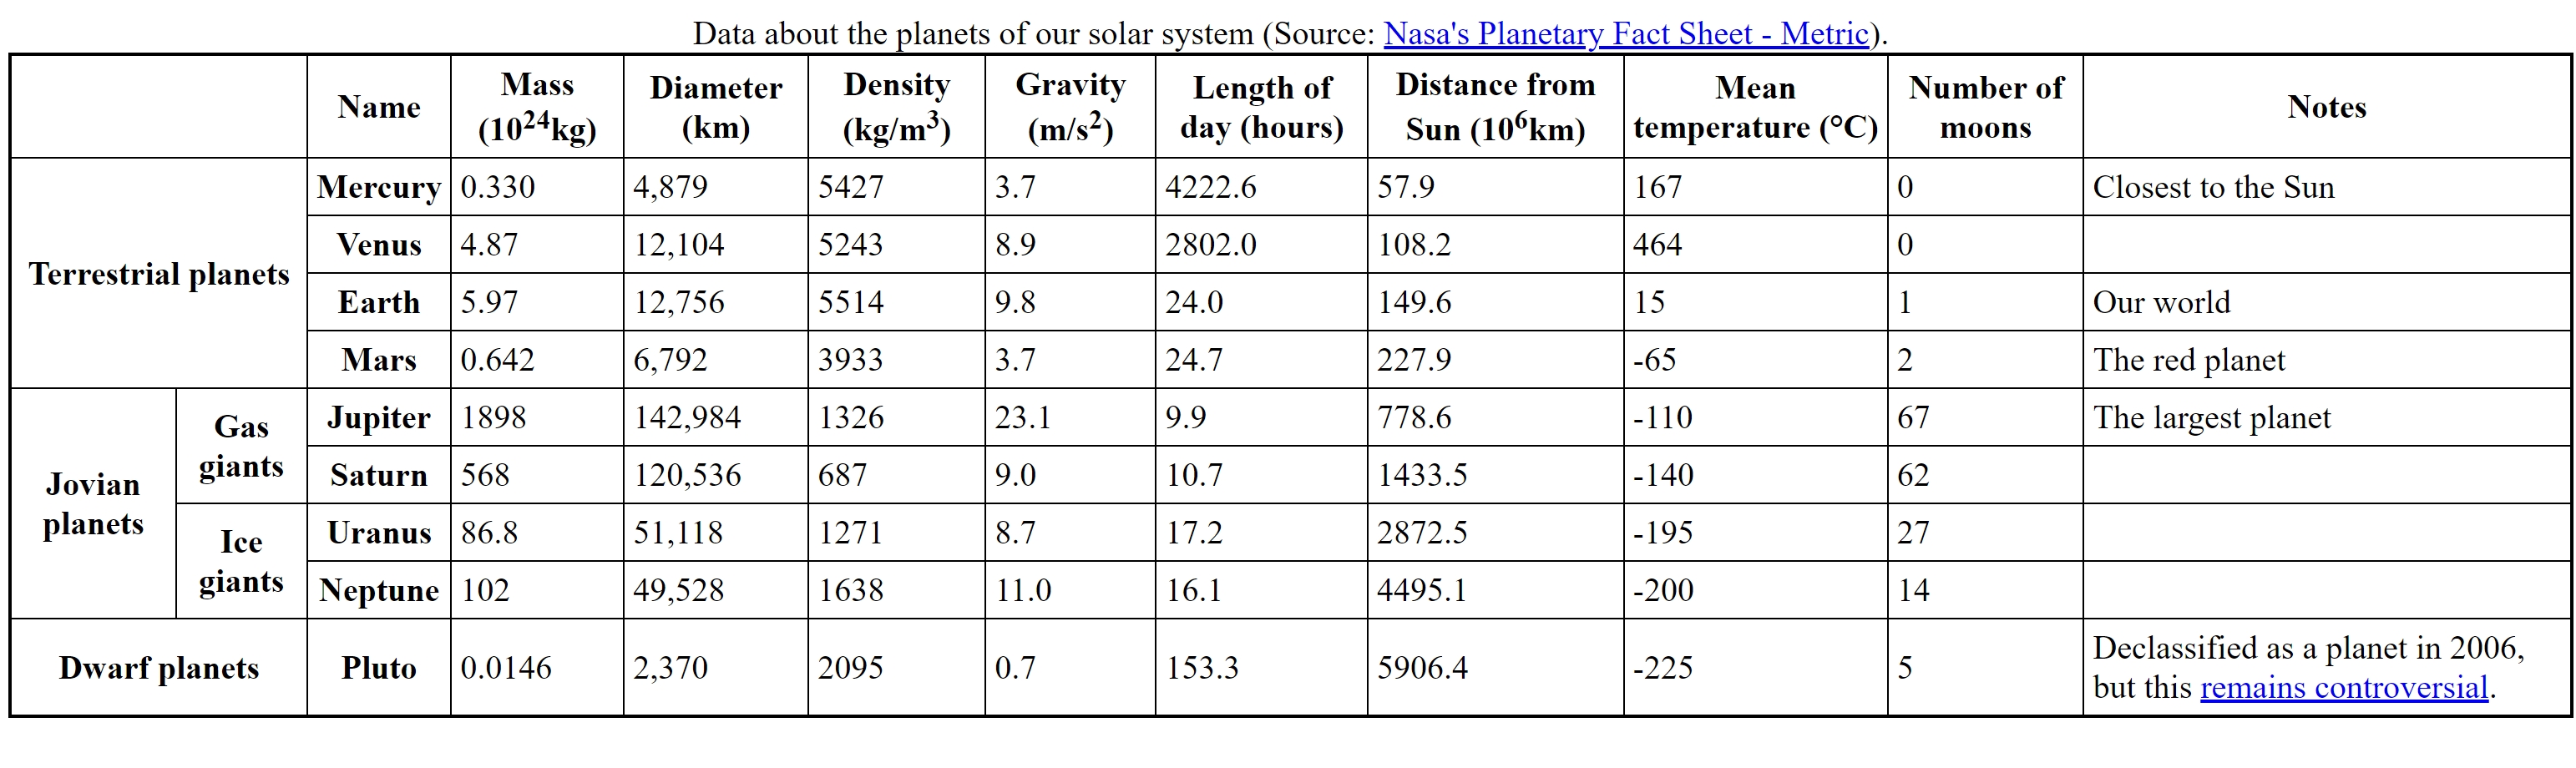 Data about the planets of our solar system (Source: Nasa's Planetary Fact Sheet - Metric).
Name Mass (10²⁴kg) Diameter (km) Density (kg/m³) Gravity (m/s²) Length of day (hours) Distance from Sun (10⁶km) Mean temperature (°C) Number of moons Notes
Terrestrial planets Mercury 0.330 4,879 5427 3.7 4222.6 57.9 167 0 Closest to the Sun
Venus 4.87 12,104 5243 8.9 2802.0 108.2 464 0
Earth 5.97 12,756 5514 9.8 24.0 149.6 15 1 Our world
Mars 0.642 6,792 3933 3.7 24.7 227.9 -65 2 The red planet
Jovian planets Gas giants Jupiter 1898 142,984 1326 23.1 9.9 778.6 -110 67 The largest planet
Saturn 568 120,536 687 9.0 10.7 1433.5 -140 62
Ice giants Uranus 86.8 51,118 1271 8.7 17.2 2872.5 -195 27
Neptune 102 49,528 1638 11.0 16.1 4495.1 -200 14
Dwarf planets Pluto 0.0146 2,370 2095 0.7 153.3 5906.4 -225 5 Declassified as a planet in 2006, but this remains controversial.